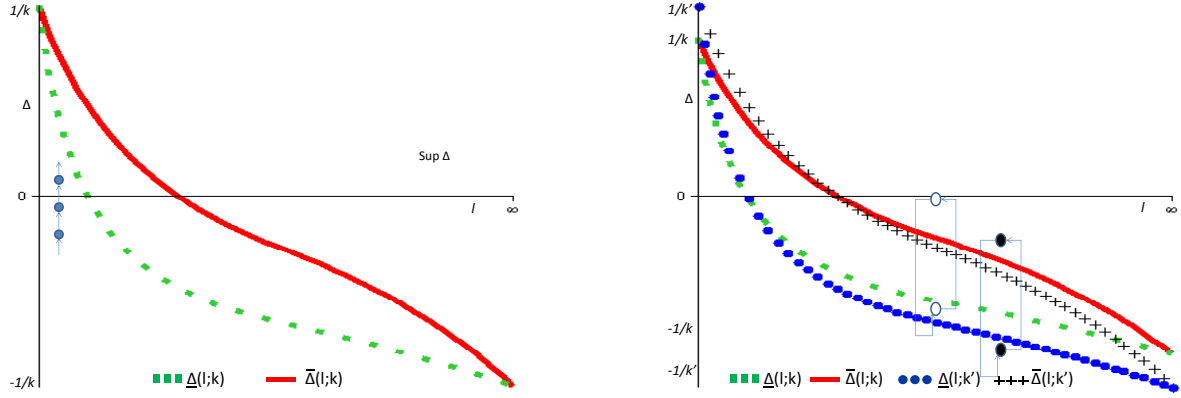 1/k
Δ
Sup Δ
0
I
∞
-1/k
Δ(I;k) Δ(I;k)
1/k'
1/k
Δ
0
I
∞
-1/k
-1/k'
Δ(I;k) Δ(I;k) Δ(I;k') Δ(I;k')